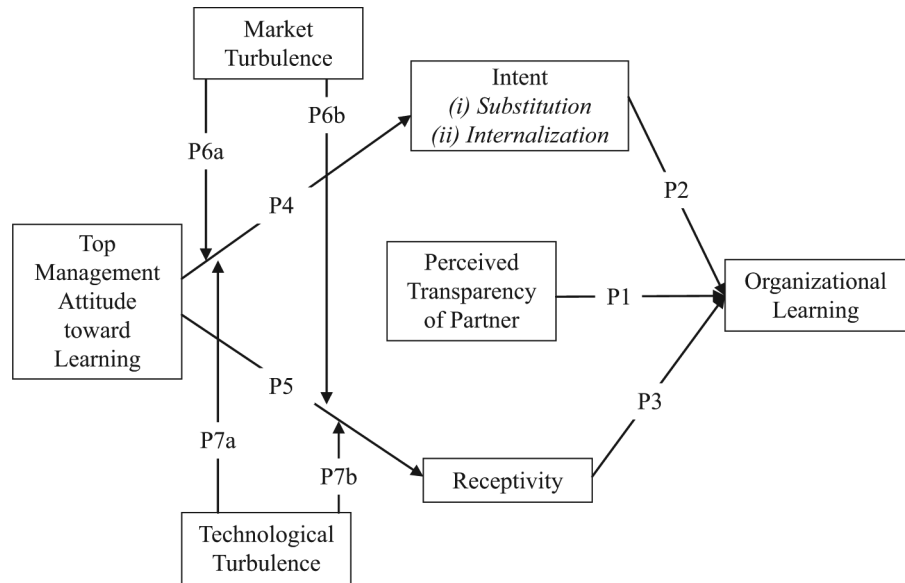 Market
Turbulence
Intent
(i) Substitution
(ii) Internalization
P6b
P6a
P4
P2
Top
Management
Attitude
toward
Learning
Perceived
Transparency
of Partner
P1
Organizational
Learning
P5
P3
P7a
P7b
Receptivity
Technological
Turbulence